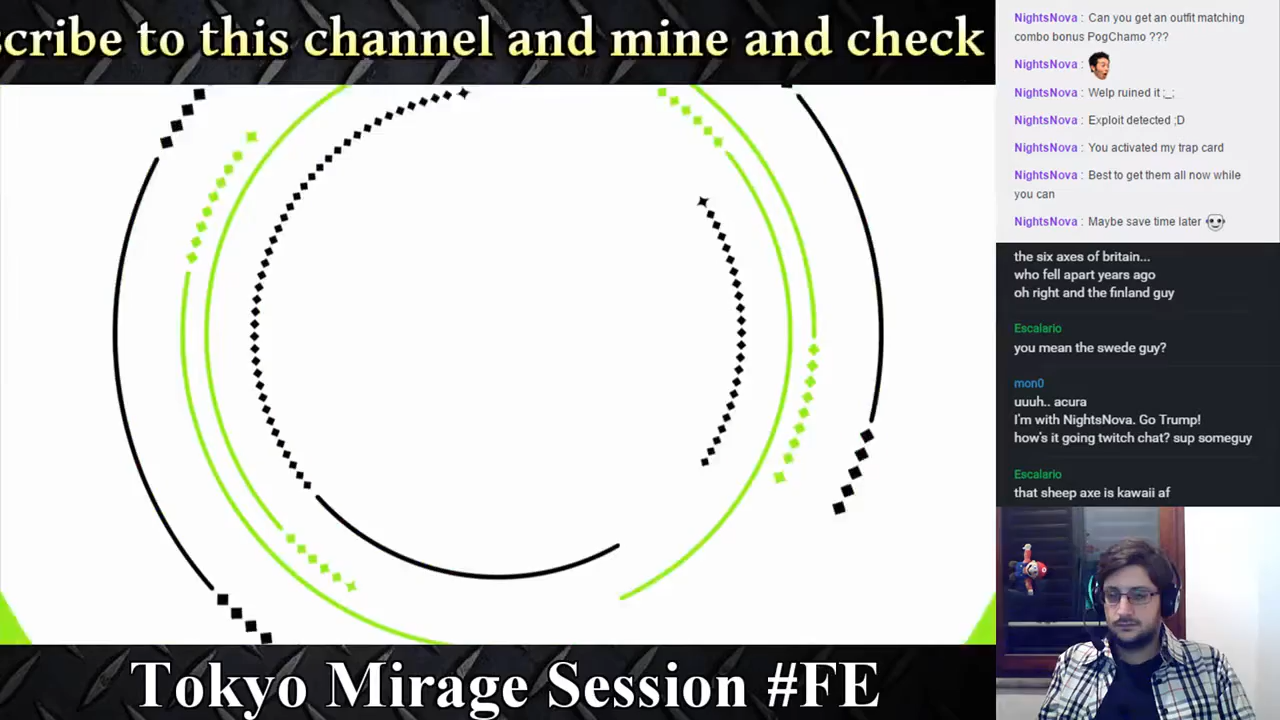 scribe to this channel and mine and check
NightsNova : Can you get an outfit matching
combo bonus PogChamo ???
NightsNova :
NightsNova : Welp ruined it ;_;
NightsNova : Exploit detected ;D
NightsNova : You activated my trap card
NightsNova : Best to get them all now while
you can
NightsNova : Maybe save time later
the six axes of britain...
who fell apart years ago
oh right and the finland guy
Escalario
you mean the swede guy?
mon0
uuuh.. acura
I'm with NightsNova. Go Trump!
how's it going twitch chat? sup someguy
Escalario
that sheep axe is kawaii af
Tokyo Mirage Session #FE